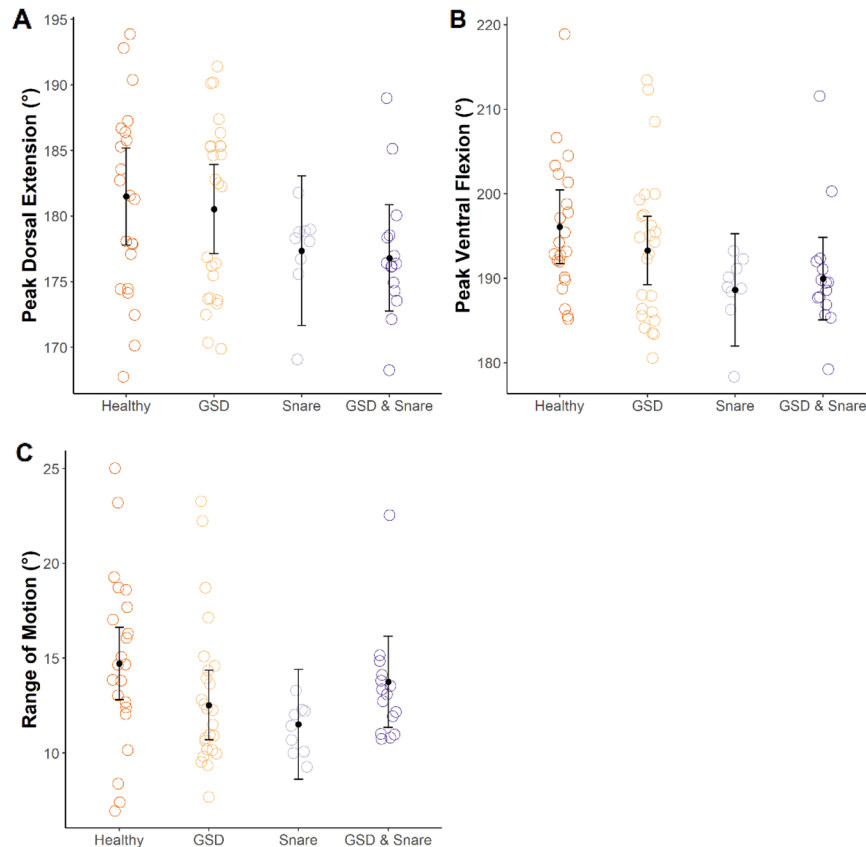 A
Peak Dorsal Extension (°)
195
190
185
180
175
170
Healthy GSD Snare GSD & Snare
B
Peak Ventral Flexion (°)
220
210
200
190
180
Healthy GSD Snare GSD & Snare
C
Range of Motion (°)
25
20
15
10
Healthy GSD Snare GSD & Snare